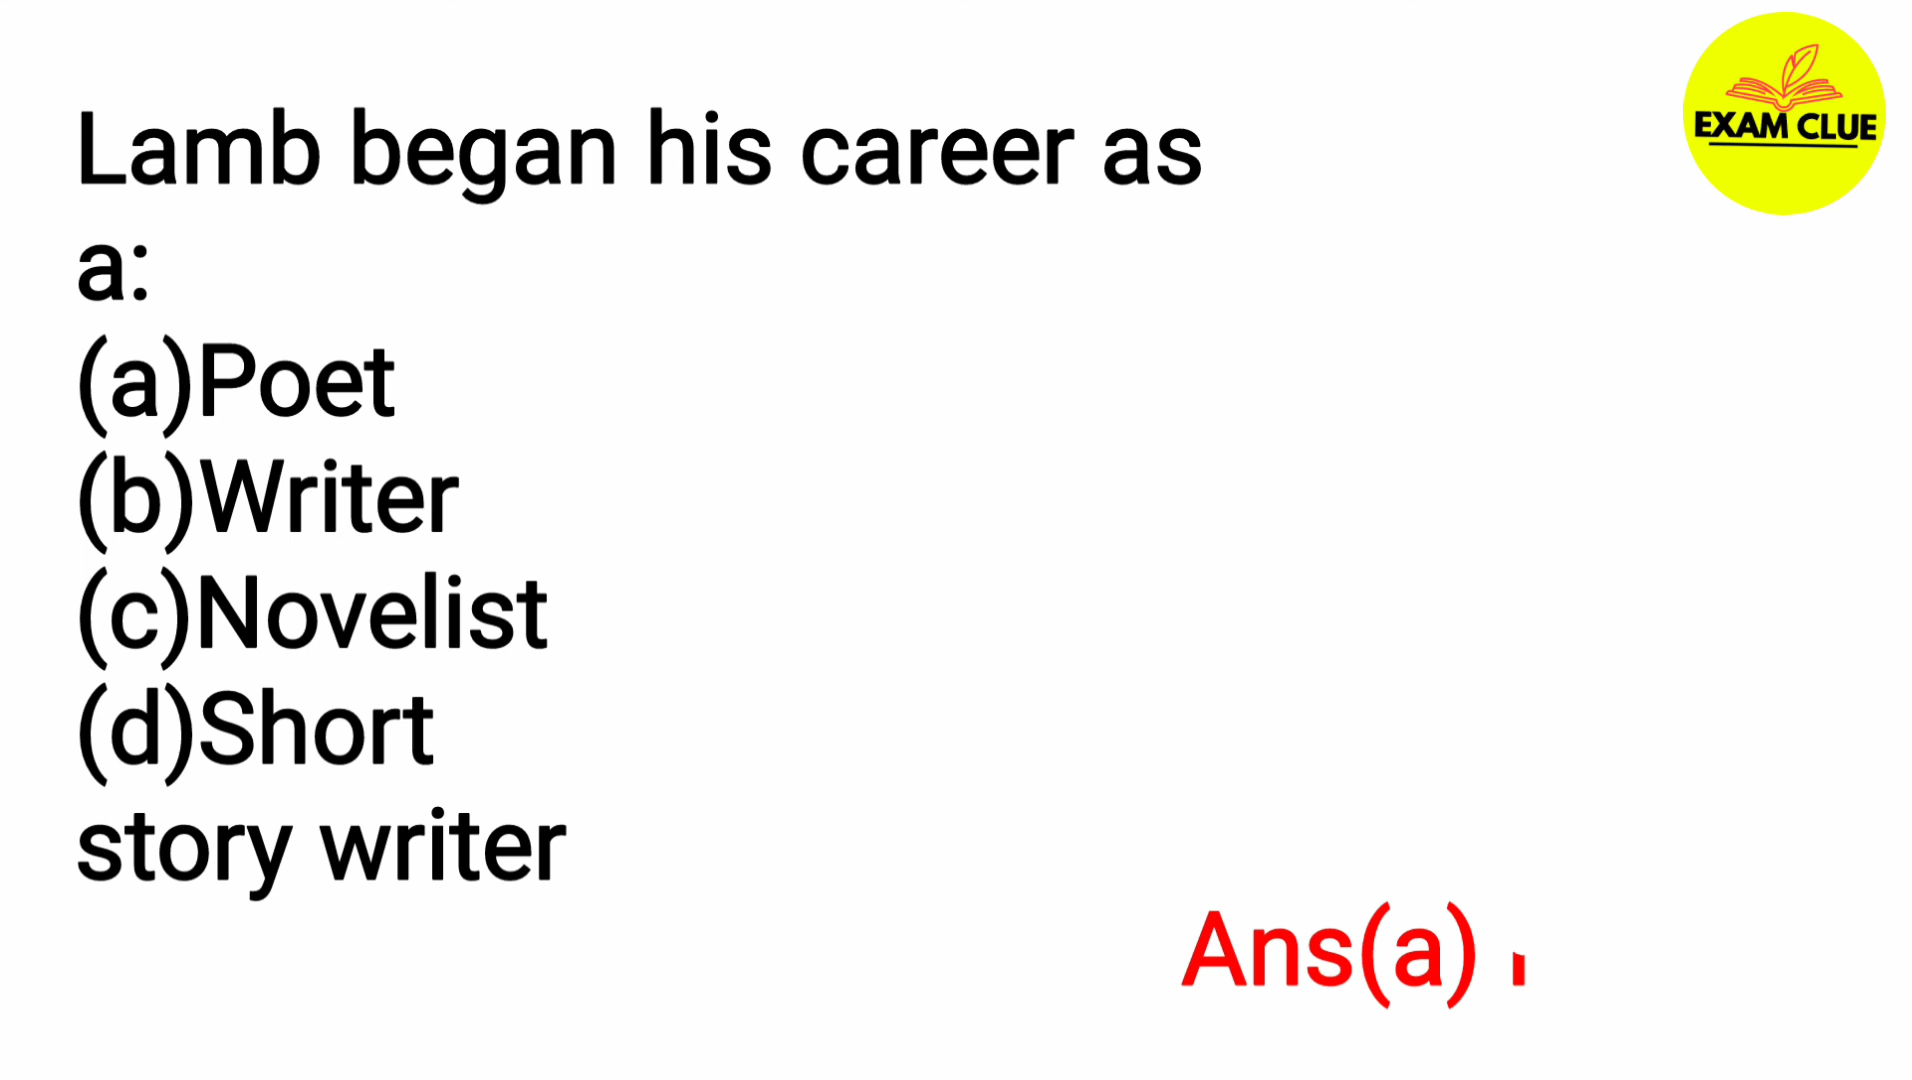 EXAM CLUE
Lamb began his career as
a:
(a)Poet
(b)Writer
(c)Novelist
(d)Short
story writer
Ans(a)